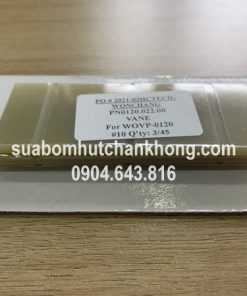 PO # 2021-03HCTECH-
WONCHANG
PN0120.022.00
VANE
For WOVP-0120
#10 Q'ty: 3/45
suabomhutchankhong.com
0904.643.816